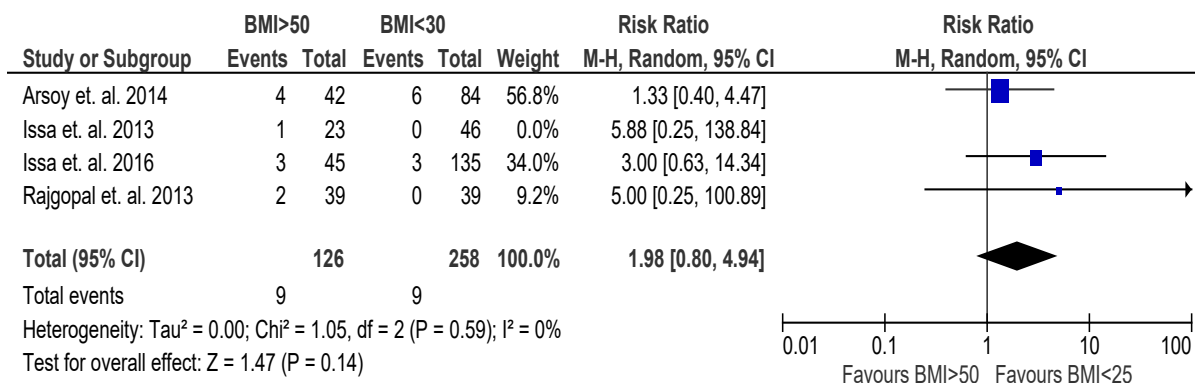 BMI>50 BMI<30 Risk Ratio Risk Ratio
Study or Subgroup Events Total Events Total Weight M-H, Random, 95% CI M-H, Random, 95% CI
Arsoy et. al. 2014 4 42 6 84 56.8% 1.33 [0.40, 4.47]
Issa et. al. 2013 1 23 0 46 0.0% 5.88 [0.25, 138.84]
Issa et. al. 2016 3 45 3 135 34.0% 3.00 [0.63, 14.34]
Rajgopal et. al. 2013 2 39 0 39 9.2% 5.00 [0.25, 100.89]
Total (95% CI) 126 258 100.0% 1.98 [0.80, 4.94]
Total events 9 9
Heterogeneity: Tau² = 0.00; Chi² = 1.05, df = 2 (P = 0.59); I² = 0%
Test for overall effect: Z = 1.47 (P = 0.14)
0.01 0.1 1 10 100
Favours BMI>50 Favours BMI<25